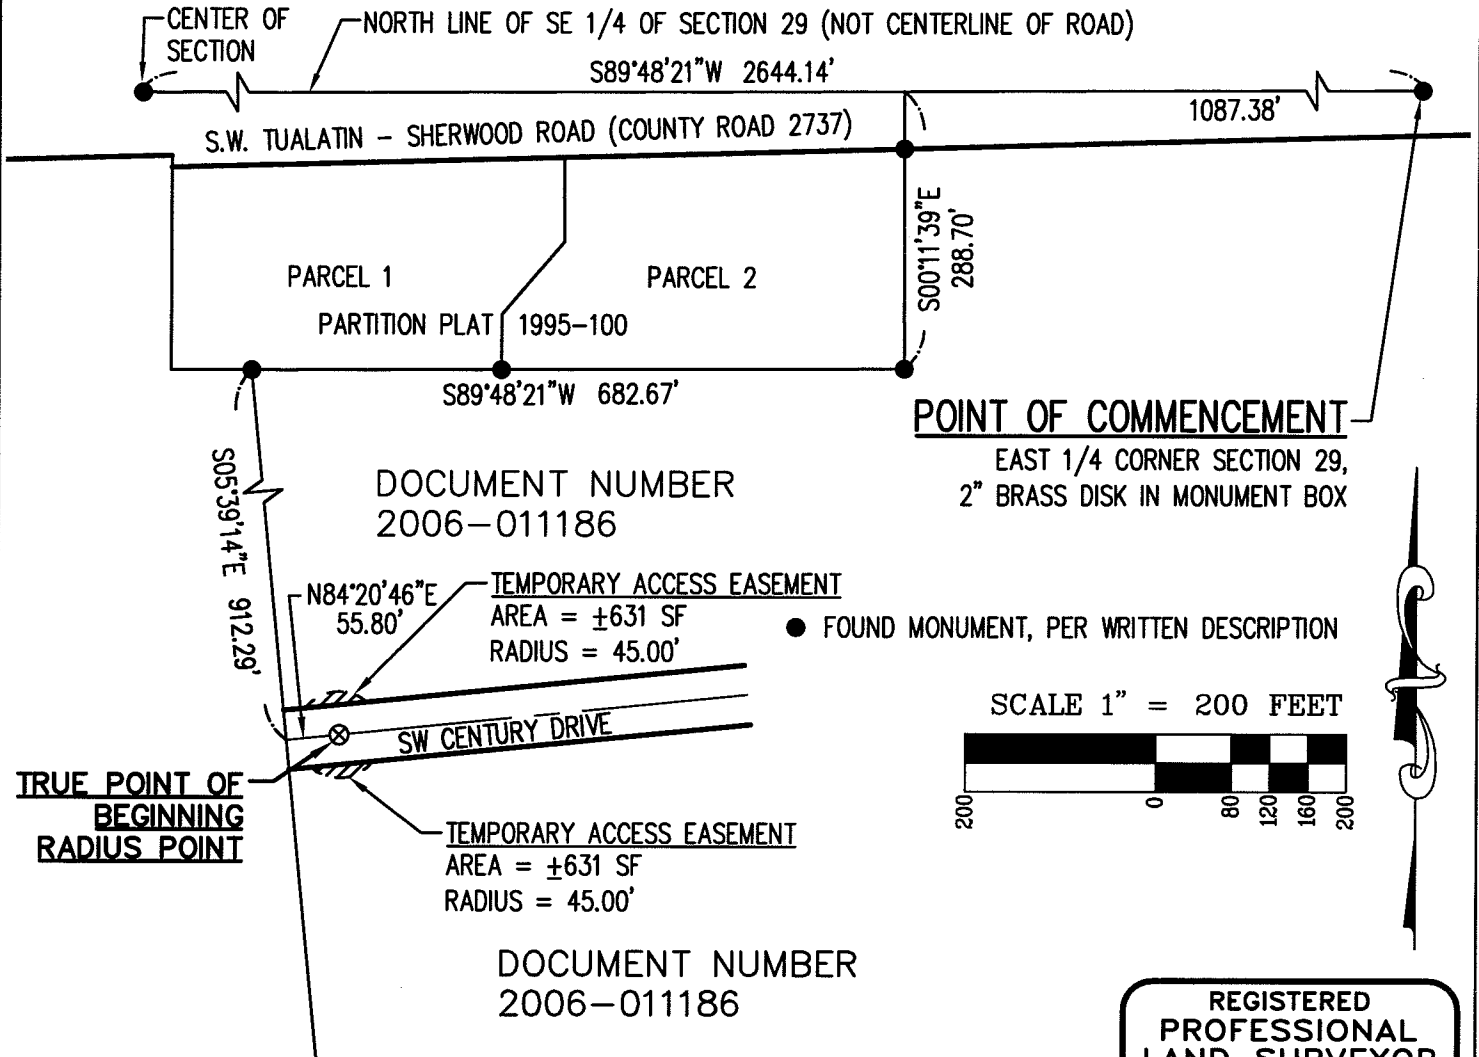 CENTER OF
SECTION
NORTH LINE OF SE 1/4 OF SECTION 29 (NOT CENTERLINE OF ROAD)
S89°48'21"W 2644.14'
1087.38'
S.W. TUALATIN - SHERWOOD ROAD (COUNTY ROAD 2737)
S00°11'39"E
288.70'
PARCEL 1
PARCEL 2
PARTITION PLAT 1995-100
S89°48'21"W 682.67'
POINT OF COMMENCEMENT
EAST 1/4 CORNER SECTION 29,
2" BRASS DISK IN MONUMENT BOX
S05°39'14"E 912.29'
DOCUMENT NUMBER
2006-011186
N84°20'46"E
55.80'
TEMPORARY ACCESS EASEMENT
AREA = ±631 SF
RADIUS = 45.00'
FOUND MONUMENT, PER WRITTEN DESCRIPTION
SCALE 1" = 200 FEET
200 0 80 120 160 200
SW CENTURY DRIVE
TRUE POINT OF
BEGINNING
RADIUS POINT
TEMPORARY ACCESS EASEMENT
AREA = ±631 SF
RADIUS = 45.00'
DOCUMENT NUMBER
2006-011186
REGISTERED
PROFESSIONAL
LAND SURVEYOR